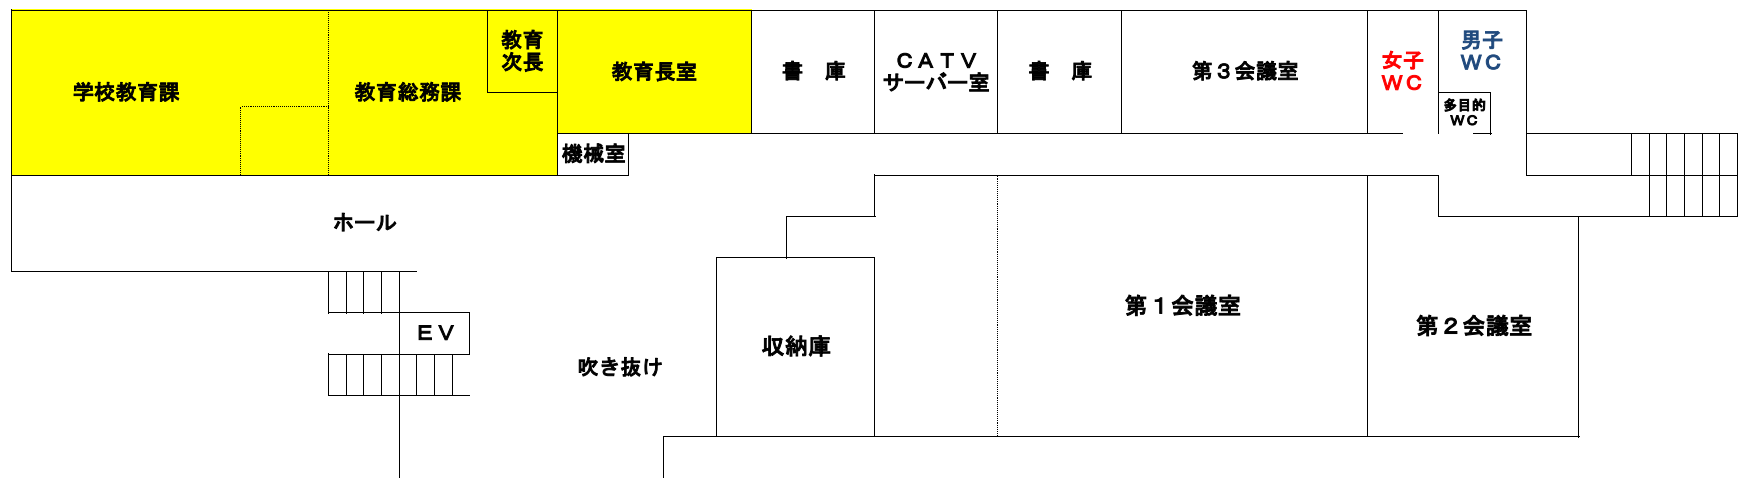 学校教育課
教育総務課
教育
次長
教育長室
書　庫
ＣＡＴＶ
サーバー室
書　庫
第３会議室
女子
ＷＣ
男子
ＷＣ
多目的
ＷＣ
機械室
ホール
ＥＶ
吹き抜け
収納庫
第１会議室
第２会議室